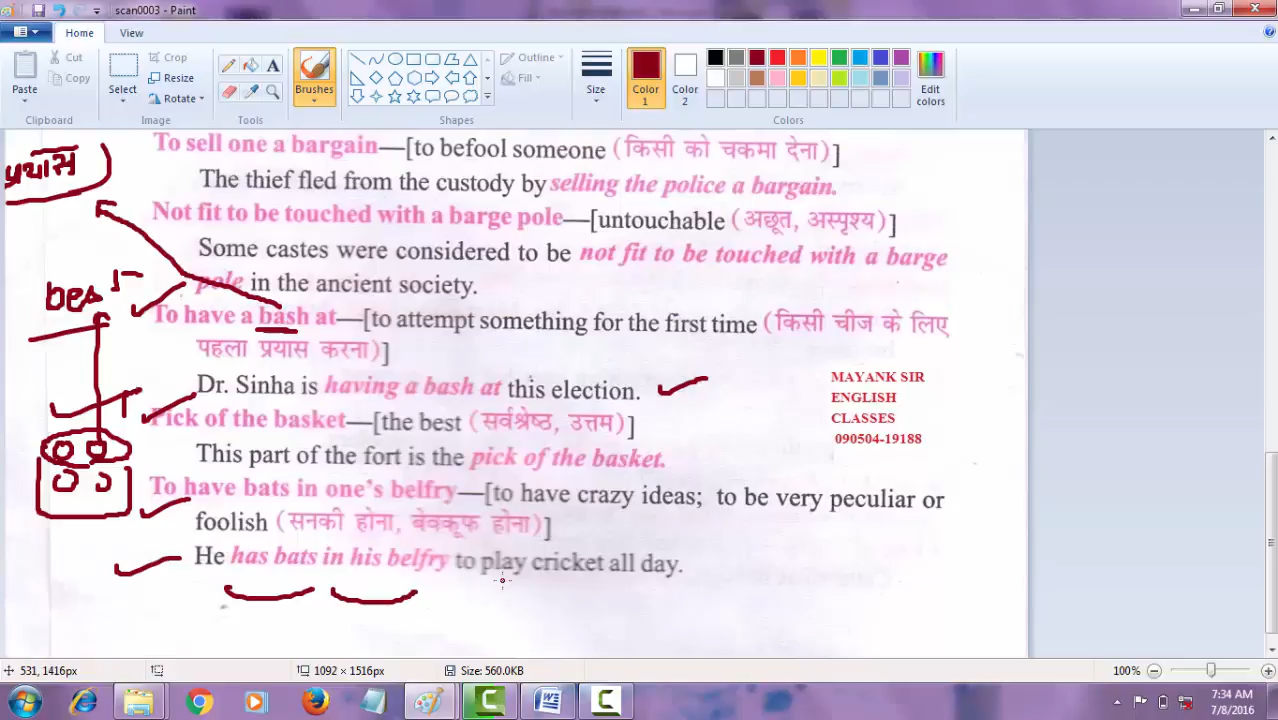 scan0003 - Paint
Home View
Paste Cut Copy Select Crop Resize Rotate Brushes Outline Fill Size Color 1 Color 2 Edit colors
Clipboard Image Tools Shapes Colors
To sell one a bargain—[to befool someone (किसी को चकमा देना)]
प्रयास
The thief fled from the custody by selling the police a bargain.
Not fit to be touched with a barge pole—[untouchable (अछूत, अस्पृश्य)]
Some castes were considered to be not fit to be touched with a barge
pole in the ancient society.
best
To have a bash at—[to attempt something for the first time (किसी चीज के लिए
पहला प्रयास करना)]
Dr. Sinha is having a bash at this election.
MAYANK SIR
ENGLISH
CLASSES
090504-19188
Pick of the basket—[the best (सर्वश्रेष्ठ, उत्तम)]
This part of the fort is the pick of the basket.
To have bats in one's belfry—[to have crazy ideas; to be very peculiar or
foolish (सनकी होना, बेवकूफ होना)]
He has bats in his belfry to play cricket all day.
531, 1416px 1092 × 1516px Size: 560.0KB 100%
7:34 AM
7/8/2016